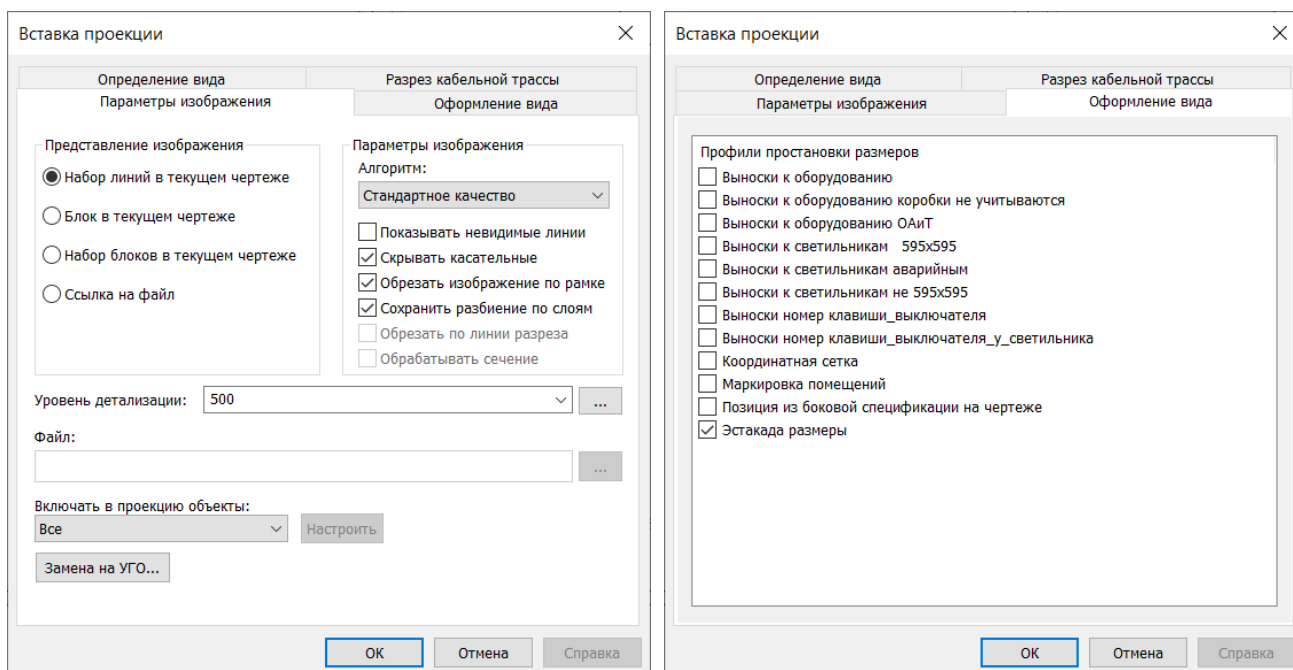 Вставка проекции
Определение вида
Разрез кабельной трассы
Параметры изображения
Оформление вида
Представление изображения
Набор линий в текущем чертеже
Блок в текущем чертеже
Набор блоков в текущем чертеже
Ссылка на файл
Параметры изображения
Алгоритм:
Стандартное качество
Показывать невидимые линии
Скрывать касательные
Обрезать изображение по рамке
Сохранить разбиение по слоям
Обрезать по линии разреза
Обрабатывать сечение
Уровень детализации:
500
...
Файл:
...
Включать в проекцию объекты:
Все
Настроить
Замена на УГО...
ОК
Отмена
Справка
Вставка проекции
Определение вида
Разрез кабельной трассы
Параметры изображения
Оформление вида
Профили простановки размеров
Выноски к оборудованию
Выноски к оборудованию коробки не учитываются
Выноски к оборудованию ОАиТ
Выноски к светильникам 595x595
Выноски к светильникам аварийным
Выноски к светильникам не 595x595
Выноски номер клавиши_выключателя
Выноски номер клавиши_выключателя_у_светильника
Координатная сетка
Маркировка помещений
Позиция из боковой спецификации на чертеже
Эстакада размеры
ОК
Отмена
Справка